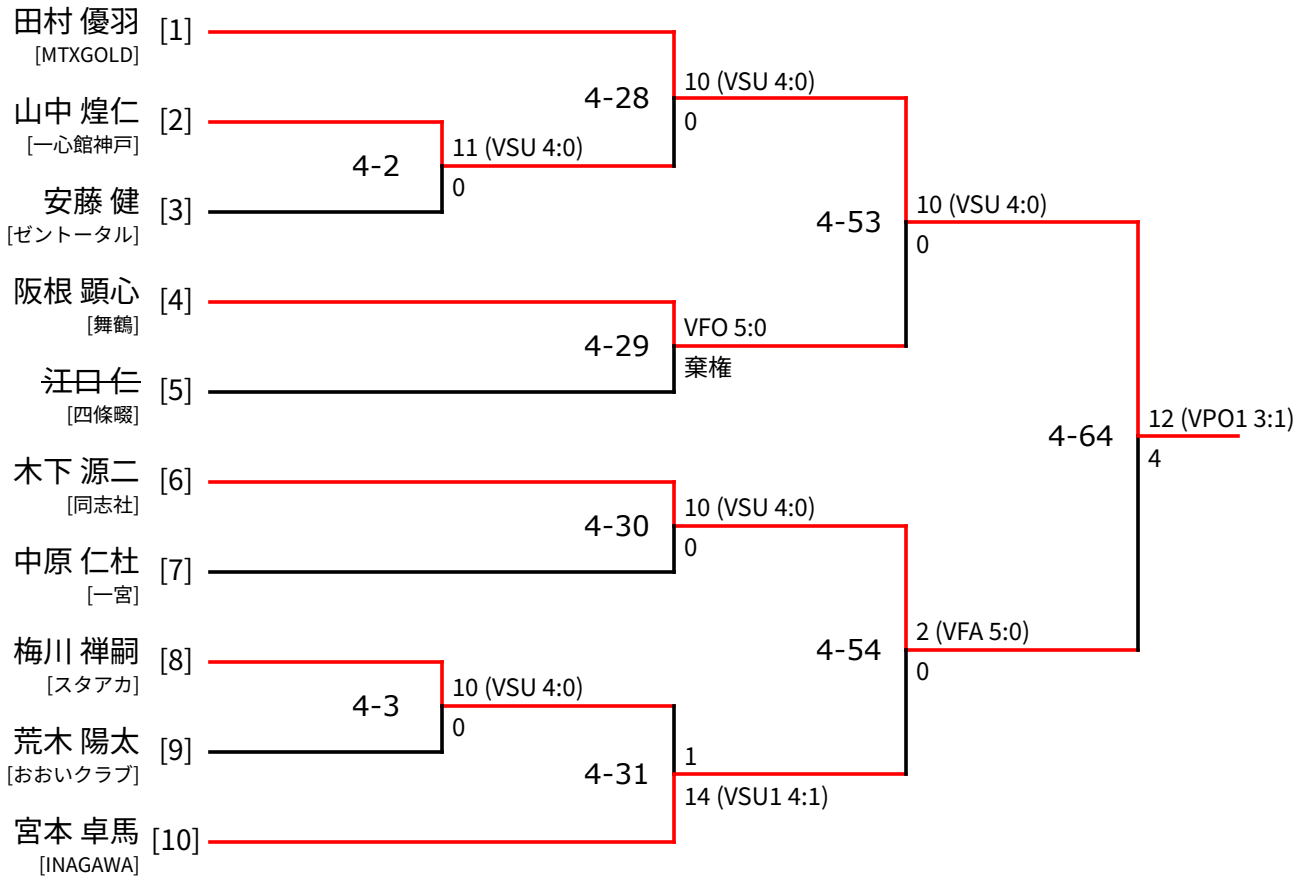 田村 優羽 [1]
[MTXGOLD]
山中 煌仁 [2]
[一心館神戸]
安藤 健 [3]
[ゼントータル]
阪根 顕心 [4]
[舞鶴]
江口 仁 [5]
[四條畷]
木下 源二 [6]
[同志社]
中原 仁杜 [7]
[一宮]
梅川 禅嗣 [8]
[スタアカ]
荒木 陽太 [9]
[おおいクラブ]
宮本 卓馬 [10]
[INAGAWA]
4-2
11 (VSU 4:0)
0
4-3
10 (VSU 4:0)
0
4-28
10 (VSU 4:0)
0
4-29
VFO 5:0
棄権
4-30
10 (VSU 4:0)
0
4-31
1
14 (VSU1 4:1)
4-53
10 (VSU 4:0)
0
4-54
2 (VFA 5:0)
0
4-64
12 (VPO1 3:1)
4